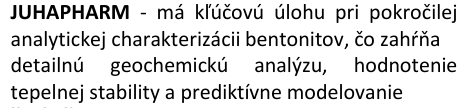 JUHAPHARM - má kľúčovú úlohu pri pokročilej
analytickej charakterizácii bentonitov, čo zahŕňa
detailnú geochemickú analýzu, hodnotenie
tepelnej stability a prediktívne modelovanie